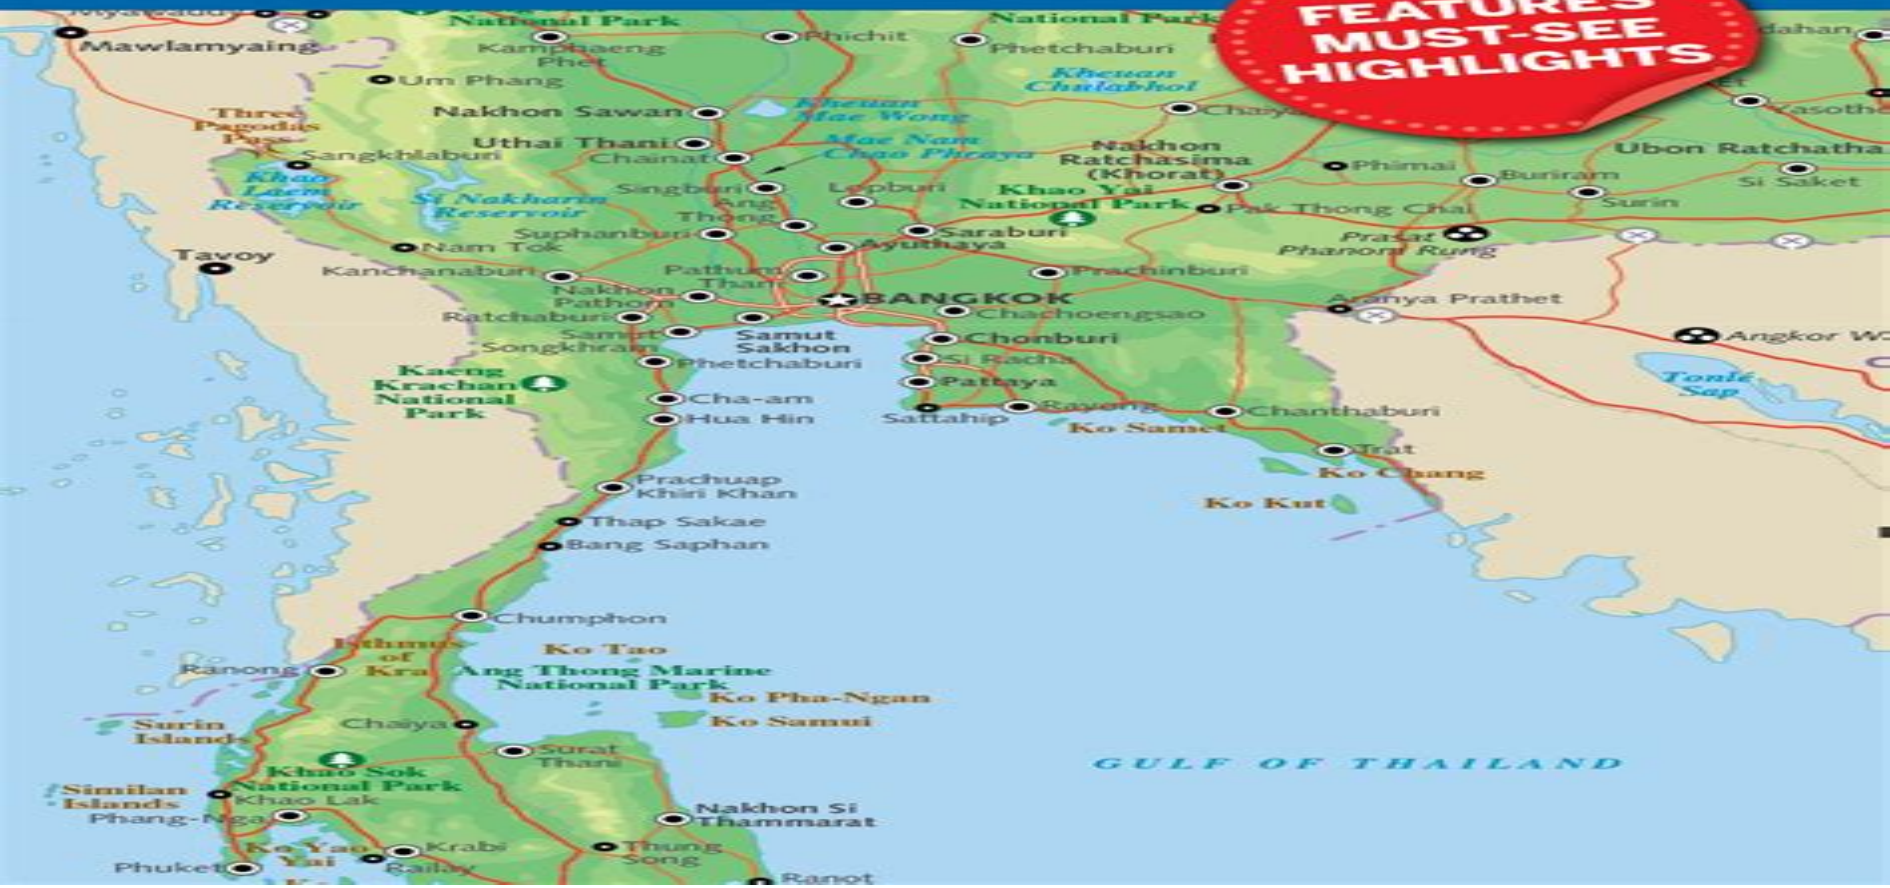 FEATURES
MUST-SEE
HIGHLIGHTS
National Park
National Park
Mawlamyaing
Kamphaeng
Phet
Phichit
Phetchaburi
Um Phang
Kheuan
Chulabhol
Three
Pagodas
Pass
Nakhon Sawan
Kheuan
Mae Wong
Uthai Thani
Mae Nam
Chao Phraya
Chainat
Sangkhlaburi
Nakhon
Ratchasima
(Khorat)
Phimai
Ubon Ratchatha
Buriram
Si Saket
Surin
Khao
Laem
Reservoir
Si Nakharin
Reservoir
Singburi
Lopburi
Ang
Thong
Khao Yai
National Park
Pak Thong Chai
Suphanburi
Saraburi
Ayuthaya
Prasat
Phanom Rung
Nam Tok
Tavoy
Kanchanaburi
Pathum
Thani
Prachinburi
Nakhon
Pathom
BANGKOK
Aranya Prathet
Chachoengsao
Ratchaburi
Samut
Songkhram
Samut
Sakhon
Chonburi
Angkor W
Phetchaburi
Si Racha
Kaeng
Krachan
National
Park
Pattaya
Tonlé
Sap
Cha-am
Hua Hin
Sattahip
Rayong
Chanthaburi
Ko Samet
Trat
Ko Chang
Ko Kut
Prachuap
Khiri Khan
Thap Sakae
Bang Saphan
Chumphon
Isthmus
of
Kra
Ko Tao
Ranong
Ang Thong Marine
National Park
Ko Pha-Ngan
Ko Samui
Surin
Islands
Chaiya
Surat
Thani
GULF OF THAILAND
Khao Sok
National Park
Similan
Islands
Khao Lak
Phang-Nga
Nakhon Si
Thammarat
Ko Yao
Yai
Krabi
Railay
Thung
Song
Phuket
Ranot